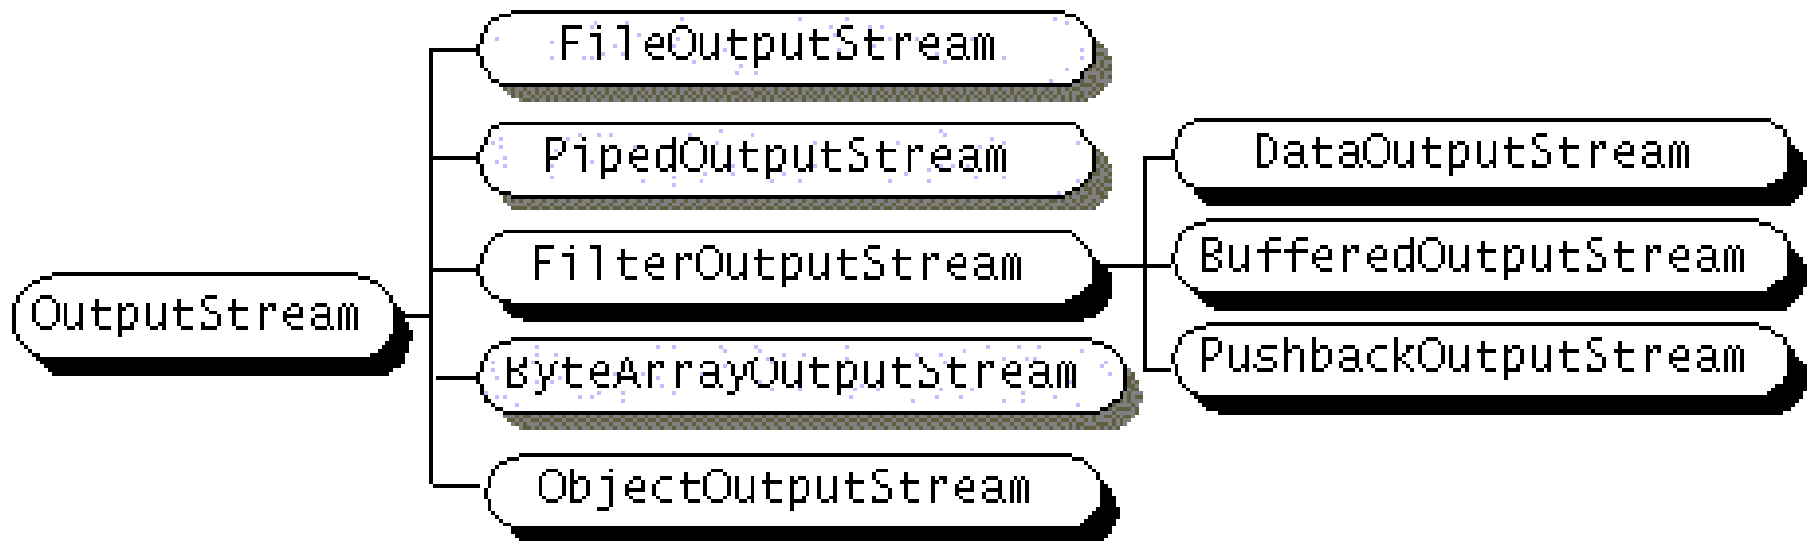 FileOutputStream
PipedOutputStream
DataOutputStream
FilterOutputStream
BufferedOutputStream
OutputStream
ByteArrayOutputStream
PushbackOutputStream
ObjectOutputStream